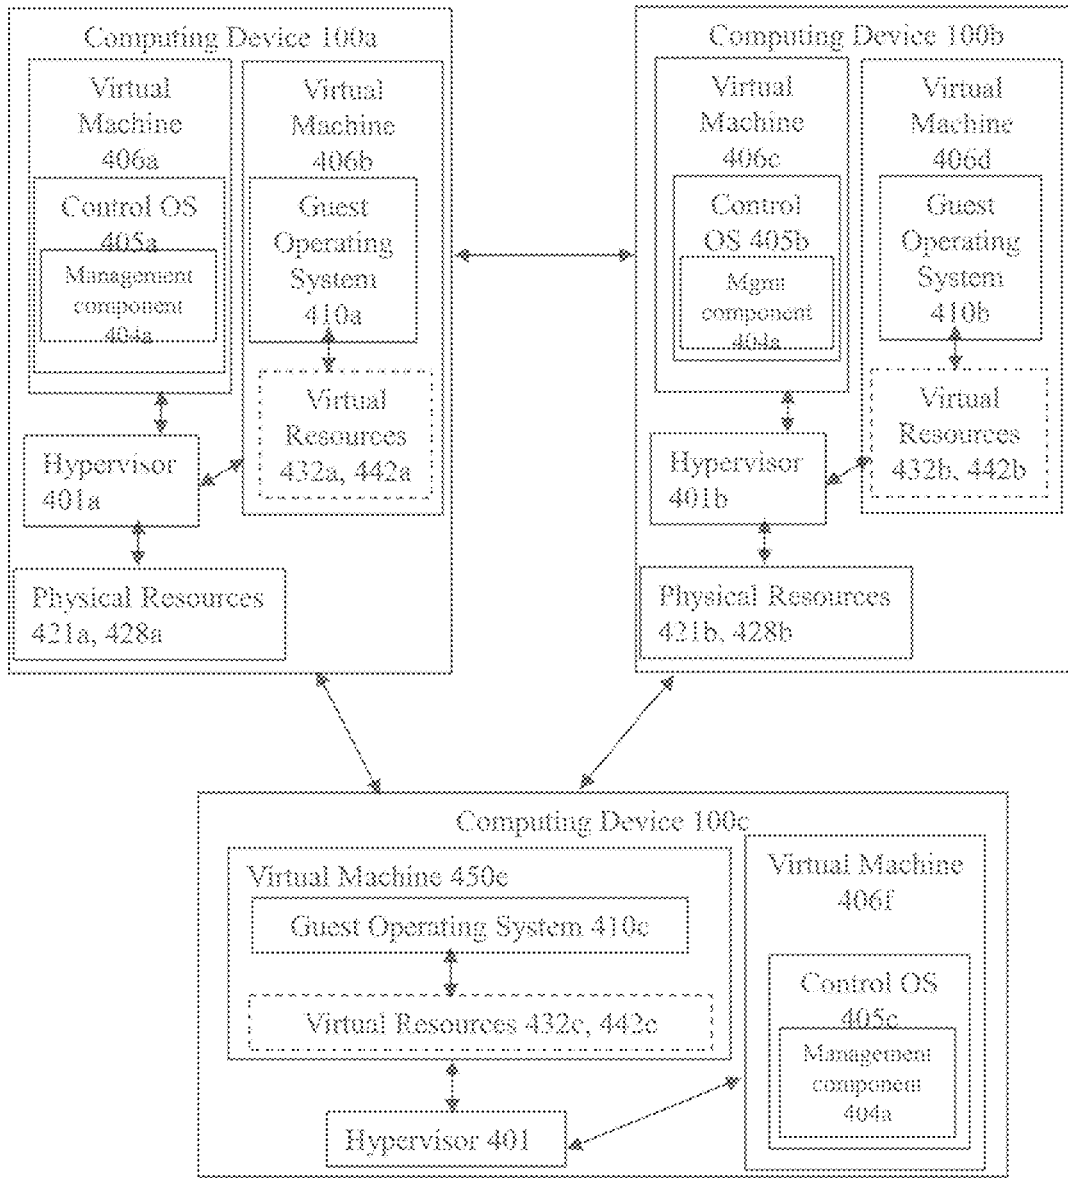 Computing Device 100a
Virtual
Machine
406a
Control OS
405a
Management
component
404a
Virtual
Machine
406b
Guest
Operating
System
410a
Virtual
Resources
432a, 442a
Hypervisor
401a
Physical Resources
421a, 428a
Computing Device 100b
Virtual
Machine
406c
Control
OS 405b
Mgmt
component
404a
Virtual
Machine
406d
Guest
Operating
System
410b
Virtual
Resources
432b, 442b
Hypervisor
401b
Physical Resources
421b, 428b
Computing Device 100c
Virtual Machine 450e
Guest Operating System 410c
Virtual Resources 432c, 442c
Hypervisor 401
Virtual Machine
406f
Control OS
405c
Management
component
404a